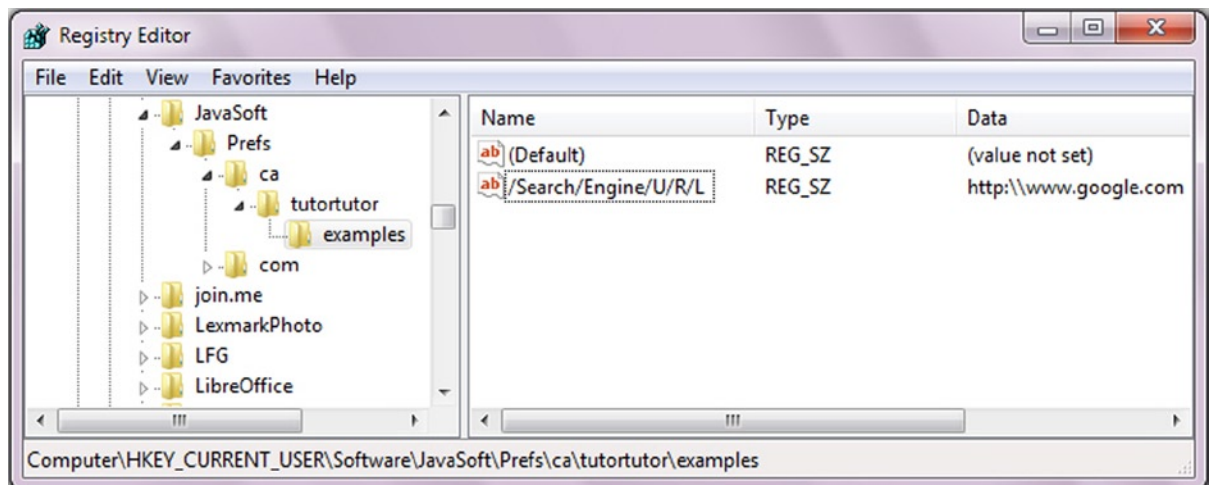 Registry Editor
File Edit View Favorites Help
JavaSoft
Prefs
ca
tutortutor
examples
com
join.me
LexmarkPhoto
LFG
LibreOffice
Name Type Data
ab (Default) REG_SZ (value not set)
ab /Search/Engine/U/R/L REG_SZ http:\\www.google.com
Computer\HKEY_CURRENT_USER\Software\JavaSoft\Prefs\ca\tutortutor\examples